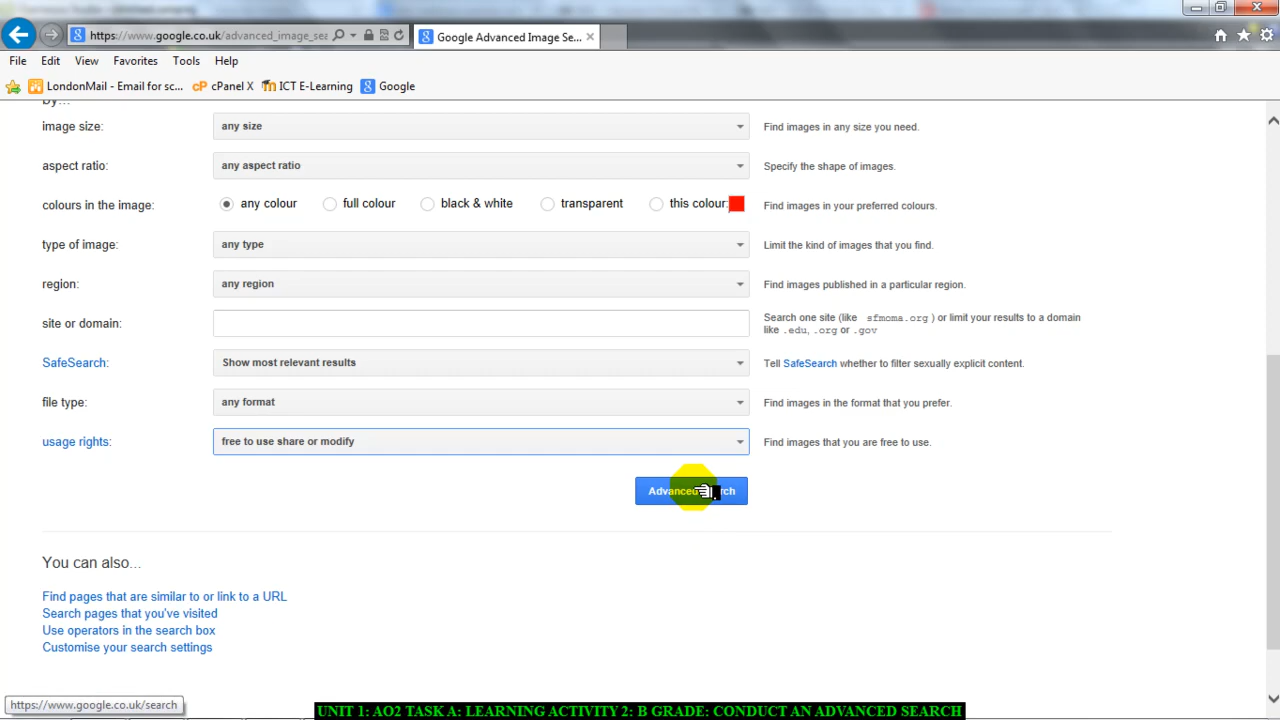 https://www.google.co.uk/advanced_image_sea
Google Advanced Image Se...
File Edit View Favorites Tools Help
LondonMail - Email for sc... cP cPanel X ICT E-Learning Google
by...
image size: any size Find images in any size you need.
aspect ratio: any aspect ratio Specify the shape of images.
colours in the image: any colour full colour black & white transparent this colour: Find images in your preferred colours.
type of image: any type Limit the kind of images that you find.
region: any region Find images published in a particular region.
site or domain: Search one site (like sfmoma.org ) or limit your results to a domain
like .edu, .org or .gov
SafeSearch: Show most relevant results Tell SafeSearch whether to filter sexually explicit content.
file type: any format Find images in the format that you prefer.
usage rights: free to use share or modify Find images that you are free to use.
Advanced rch
You can also...
Find pages that are similar to or link to a URL
Search pages that you've visited
Use operators in the search box
Customise your search settings
https://www.google.co.uk/search
UNIT 1: AO2 TASK A: LEARNING ACTIVITY 2: B GRADE: CONDUCT AN ADVANCED SEARCH